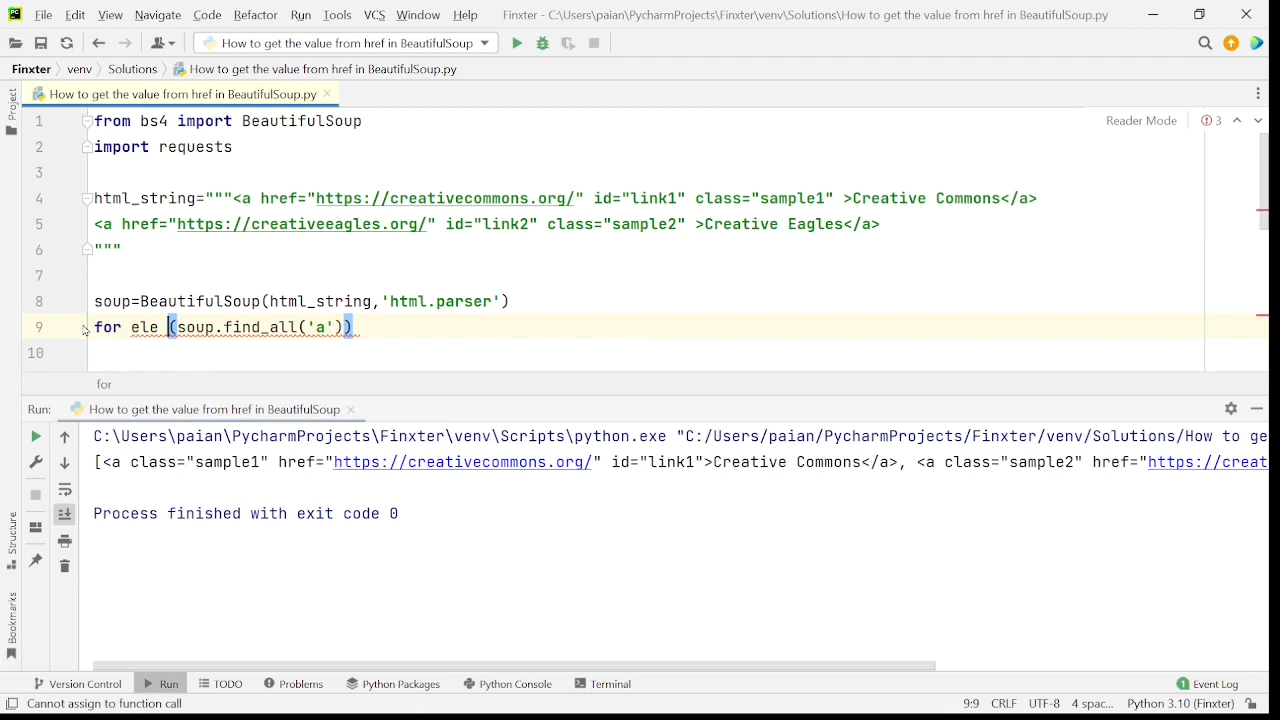 File Edit View Navigate Code Refactor Run Tools VCS Window Help Finxter - C:\Users\paian\PycharmProjects\Finxter\venv\Solutions\How to get the value from href in BeautifulSoup.py
How to get the value from href in BeautifulSoup
Finxter venv Solutions How to get the value from href in BeautifulSoup.py
Project
How to get the value from href in BeautifulSoup.py
Reader Mode 3
1 from bs4 import BeautifulSoup
2 import requests
3
4 html_string="""<a href="https://creativecommons.org/" id="link1" class="sample1" >Creative Commons</a>
5 <a href="https://creativeeagles.org/" id="link2" class="sample2" >Creative Eagles</a>
6 """
7
8 soup=BeautifulSoup(html_string,'html.parser')
9 for ele (soup.find_all('a'))
10
for
Run: How to get the value from href in BeautifulSoup
C:\Users\paian\PycharmProjects\Finxter\venv\Scripts\python.exe "C:/Users/paian/PycharmProjects/Finxter/venv/Solutions/How to ge
[<a class="sample1" href="https://creativecommons.org/" id="link1">Creative Commons</a>, <a class="sample2" href="https://creat
Process finished with exit code 0
Structure
Bookmarks
Version Control Run TODO Problems Python Packages Python Console Terminal 1 Event Log
Cannot assign to function call 9:9 CRLF UTF-8 4 spac... Python 3.10 (Finxter)